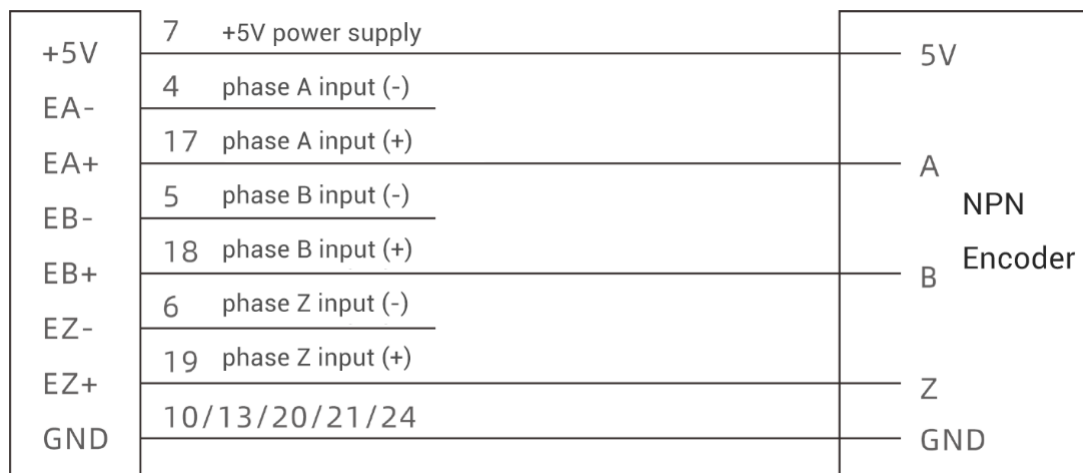 +5V 7 +5V power supply 5V
EA- 4 phase A input (-)
EA+ 17 phase A input (+) A
EB- 5 phase B input (-)
NPN
EB+ 18 phase B input (+) B
Encoder
EZ- 6 phase Z input (-)
EZ+ 19 phase Z input (+) Z
GND 10/13/20/21/24 GND